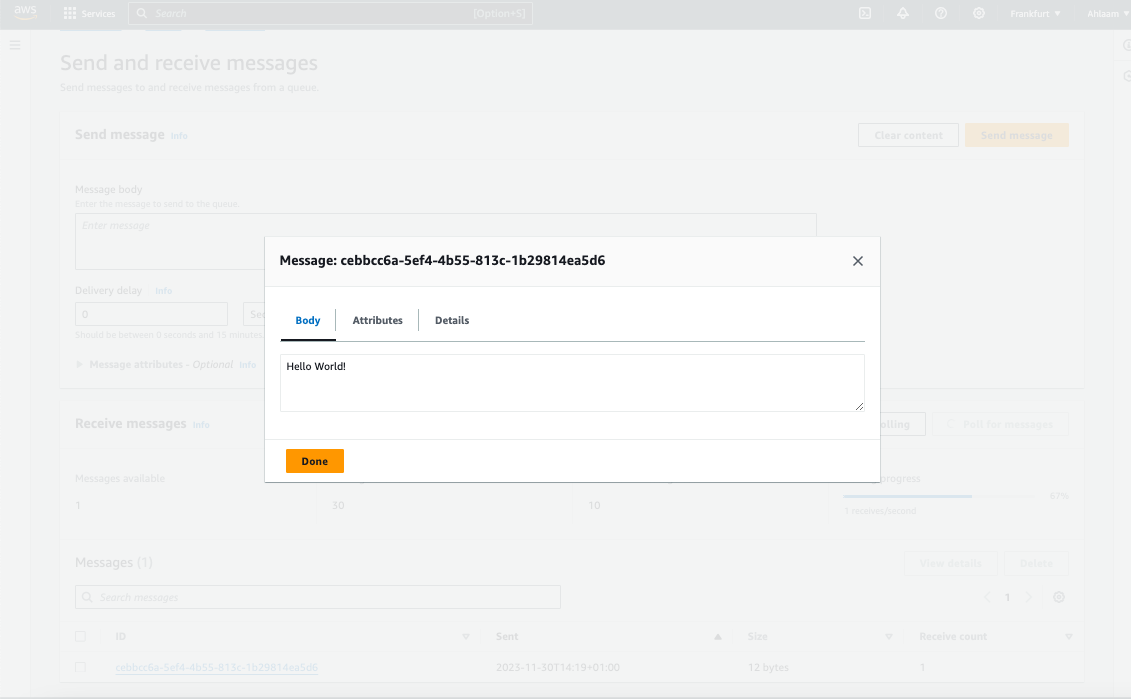 aws Services Search [Option+S] Frankfurt Ahlaam
Send and receive messages
Send messages to and receive messages from a queue.
Send message Info Clear content Send message
Message body
Enter the message to send to the queue.
Enter message
Message: cebbcc6a-5ef4-4b55-813c-1b29814ea5d6
Delivery delay Info
0
Should be between 0 seconds and 15 minutes.
Message attributes - Optional Info
Body Attributes Details
Hello World!
Done
Receive messages Info Poll for messages
Messages available progress
1 30 10 67%
1 receives/second
Messages (1) View details Delete
Search messages 1
ID Sent Size Receive count
cebbcc6a-5ef4-4b55-813c-1b29814ea5d6 2023-11-30T14:19+01:00 12 bytes 1